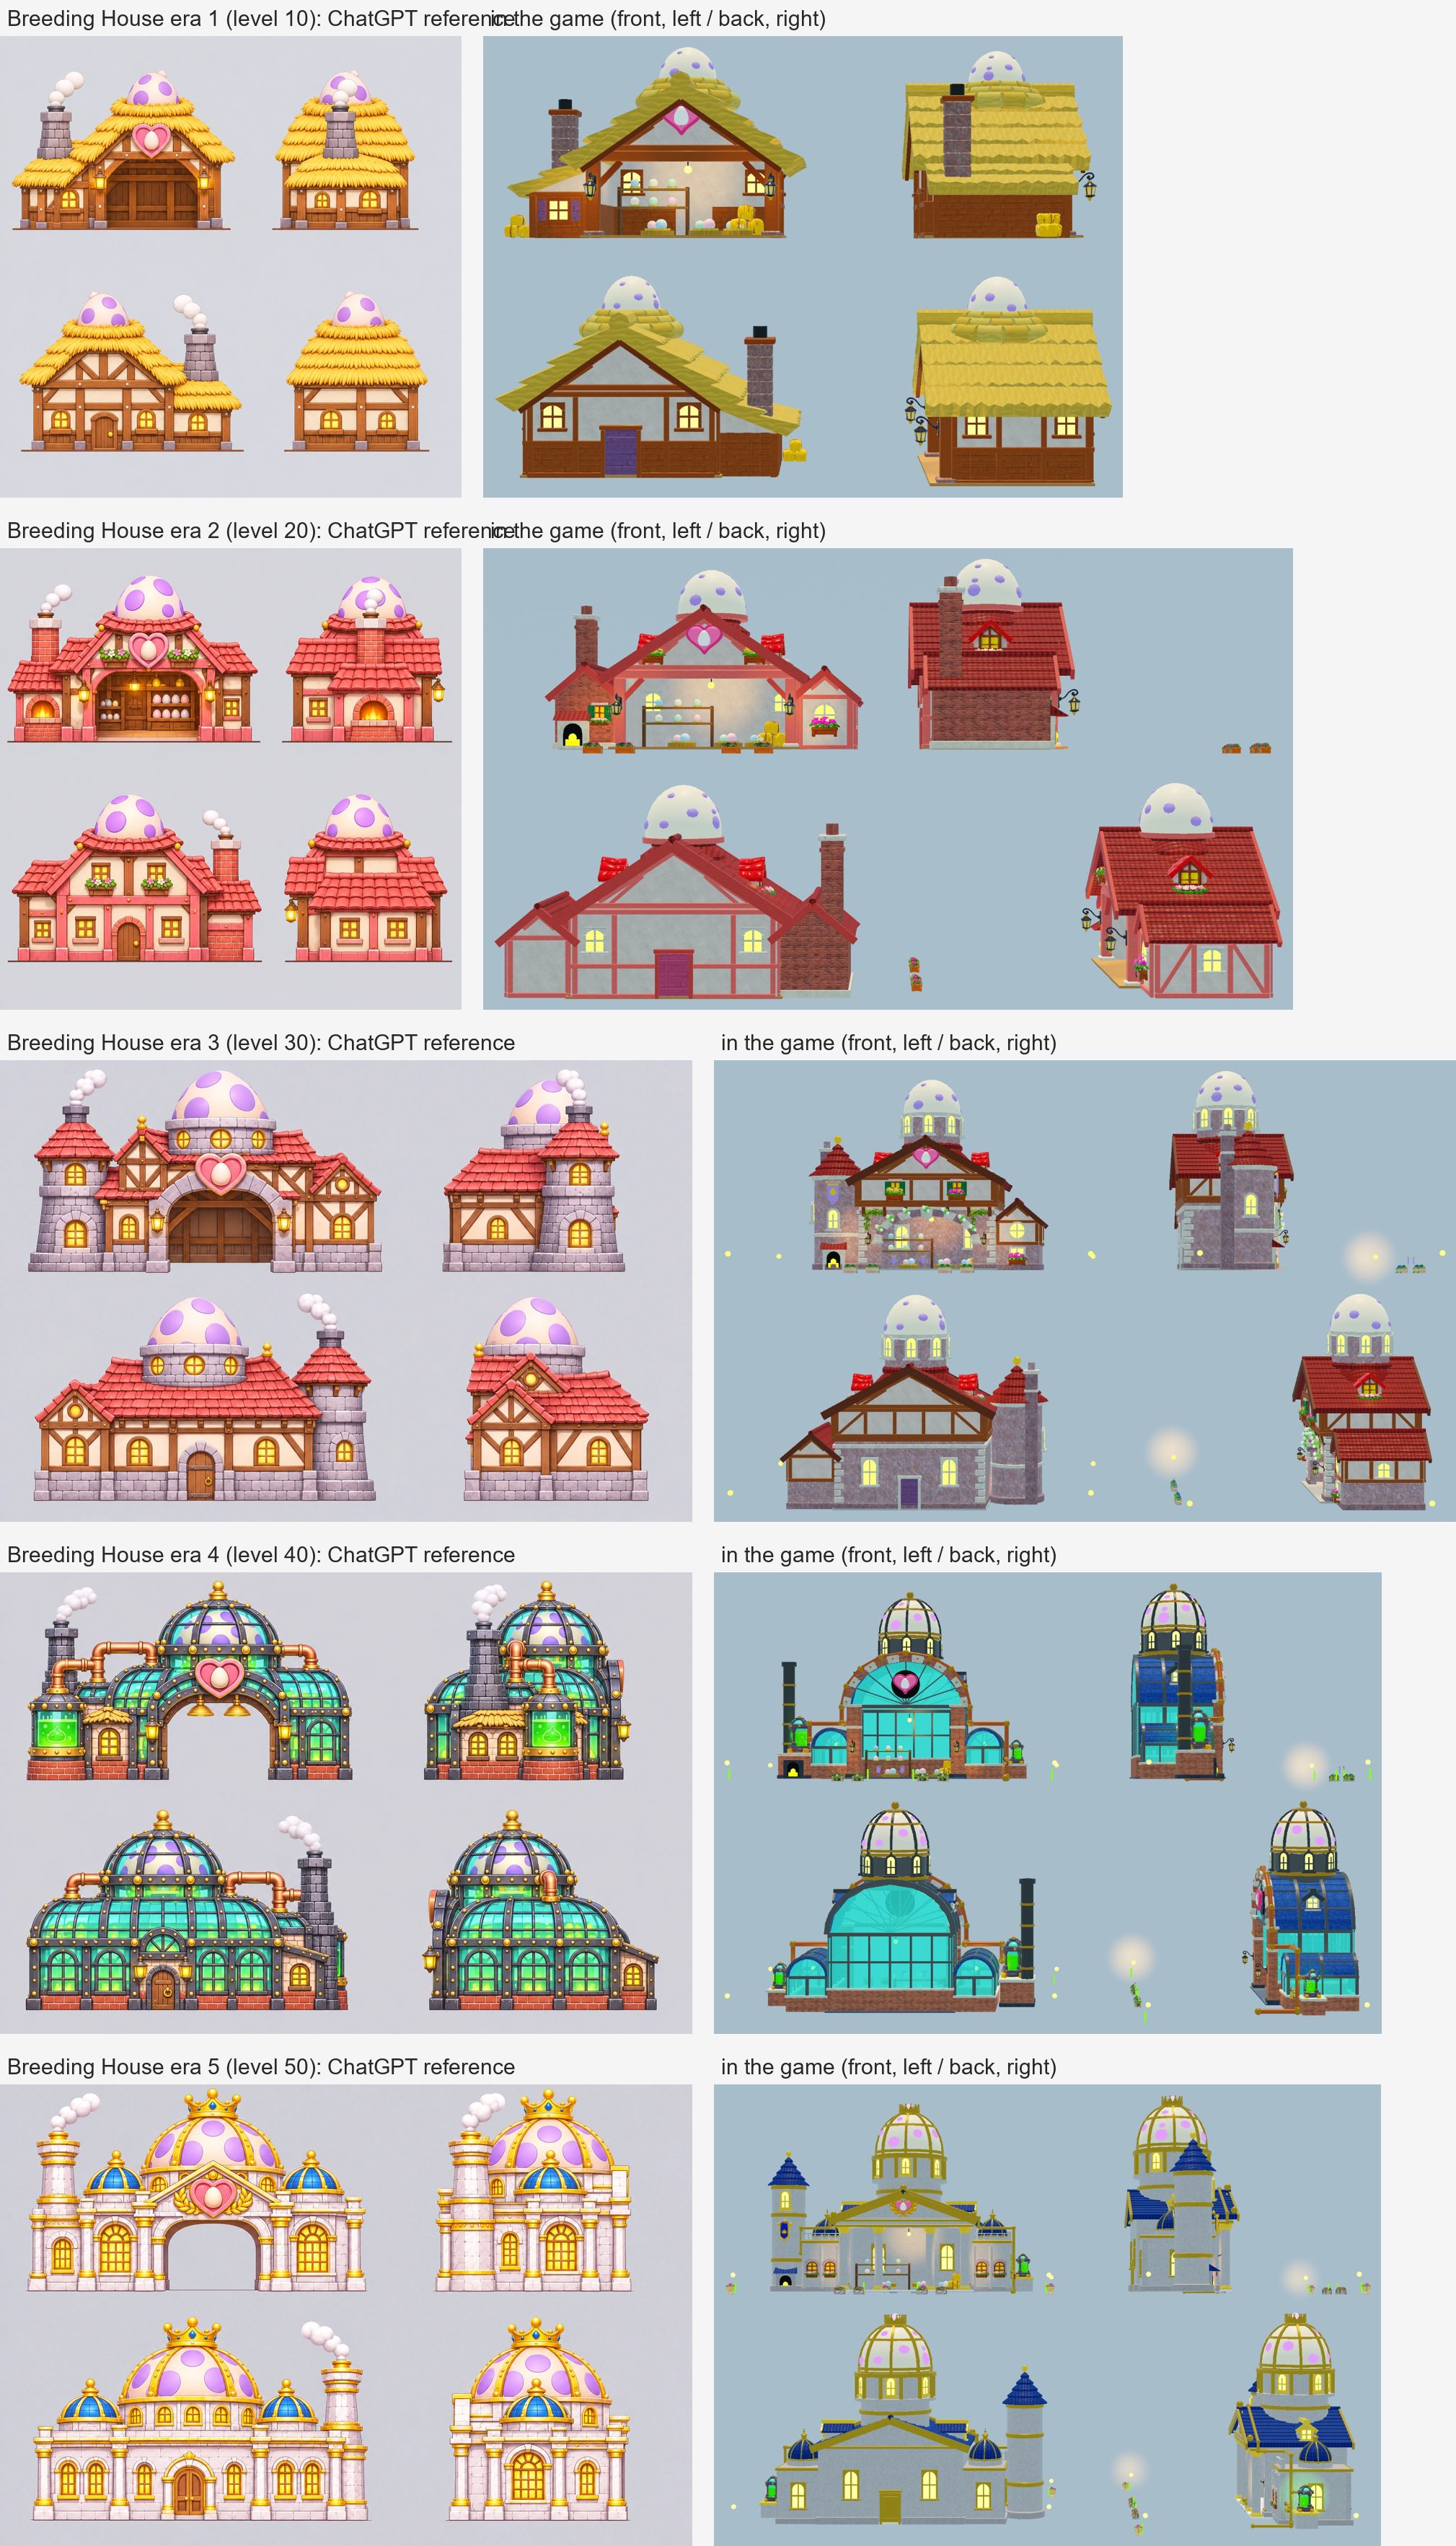 Breeding House era 1 (level 10): ChatGPT reference
in the game (front, left / back, right)
Breeding House era 2 (level 20): ChatGPT reference
in the game (front, left / back, right)
Breeding House era 3 (level 30): ChatGPT reference
in the game (front, left / back, right)
Breeding House era 4 (level 40): ChatGPT reference
in the game (front, left / back, right)
Breeding House era 5 (level 50): ChatGPT reference
in the game (front, left / back, right)